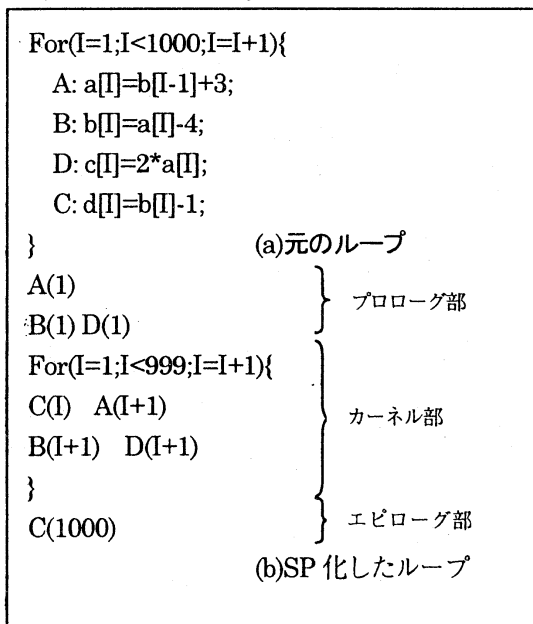 For(I=1;I<1000;I=I+1){
A: a[I]=b[I-1]+3;
B: b[I]=a[I]-4;
D: c[I]=2*a[I];
C: d[I]=b[I]-1;
}
(a)元のループ
A(1)
B(1) D(1)
プロローグ部
For(I=1;I<999;I=I+1){
C(I) A(I+1)
B(I+1) D(I+1)
}
カーネル部
C(1000)
エピローグ部
(b)SP 化したループ